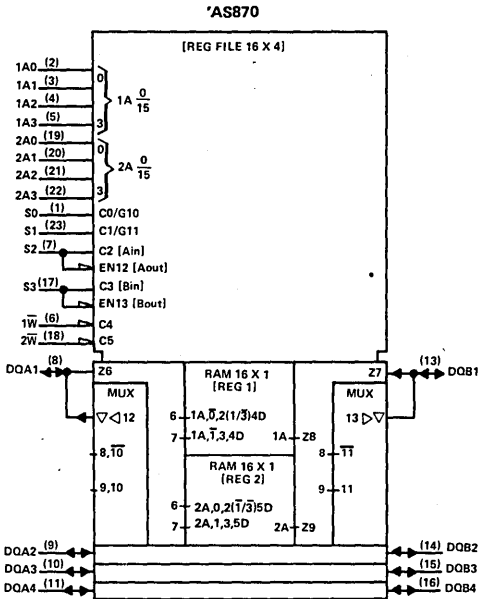 'AS870
[REG FILE 16 X 4]
1A0 (2)
1A1 (3)
1A2 (4)
1A3 (5)
0
3
1A 0/15
2A0 (19)
2A1 (20)
2A2 (21)
2A3 (22)
0
3
2A 0/15
S0 (1) C0/G10
S1 (23) C1/G11
S2 (7) C2 [Ain]
EN12 [Aout]
S3 (17) C3 [Bin]
EN13 [Bout]
1W̅ (6) C4
2W̅ (18) C5
DQA1 (8) Z6
RAM 16 X 1
[REG 1]
Z7 (13) DQB1
MUX
MUX
▽◁ 12
13 ▷▽
6 1A,0̅,2(1/3̅)4D
7 1A,1̅,3,4D
1A Z8
8,1̅0̅
8 1̅1̅
RAM 16 X 1
[REG 2]
9,10
9 11
6 2A,0,2(1̅/3̅)5D
7 2A,1,3,5D
2A Z9
DQA2 (9) (14) DQB2
DQA3 (10) (15) DQB3
DQA4 (11) (16) DQB4